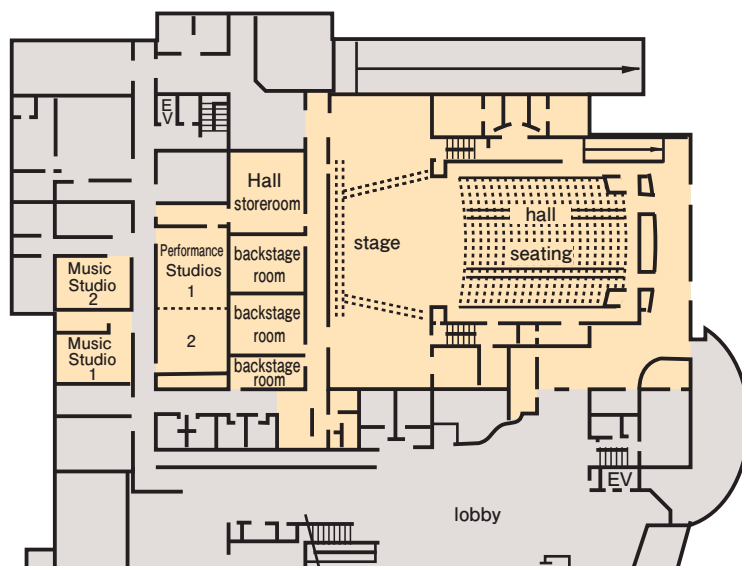 E
V
Hall
storeroom
hall
seating
stage
Performance
Studios
1
2
backstage
room
backstage
room
backstage
room
Music
Studio
2
Music
Studio
1
EV
lobby